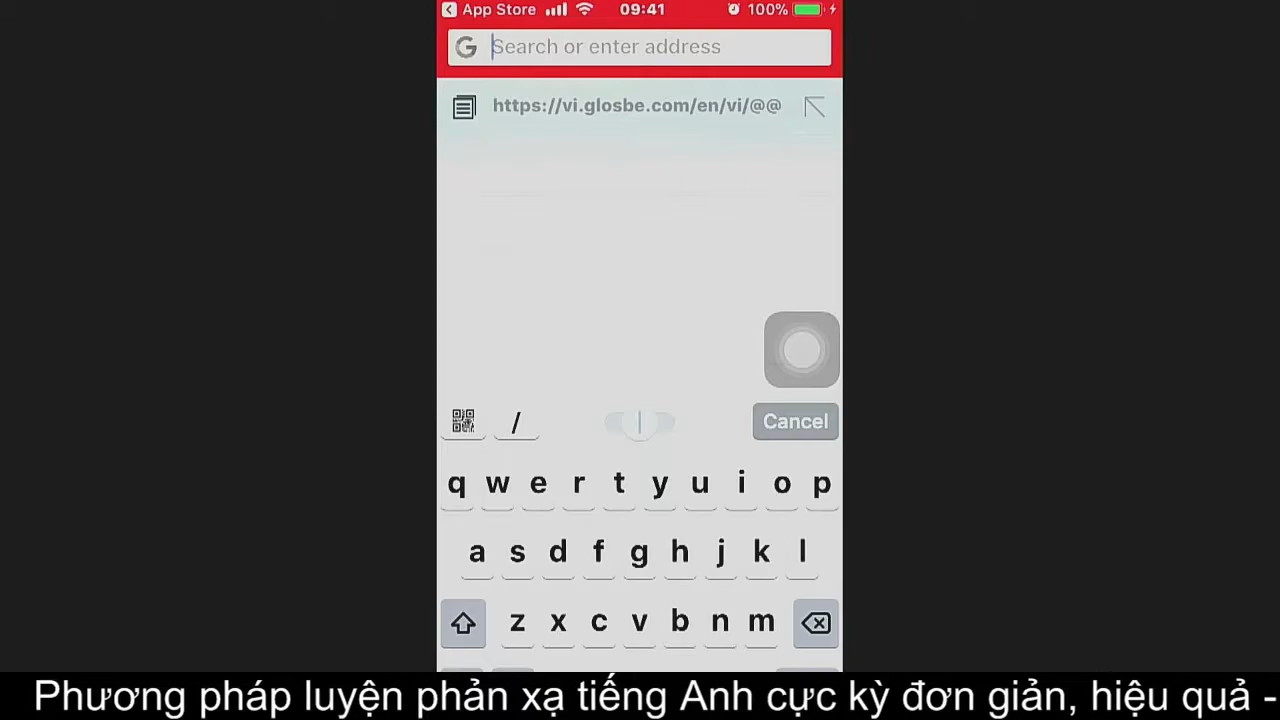 App Store 09:41 100%
Search or enter address
https://vi.glosbe.com/en/vi/@@
/ Cancel
q w e r t y u i o p
a s d f g h j k l
z x c v b n m
Phương pháp luyện phản xạ tiếng Anh cực kỳ đơn giản, hiệu quả -